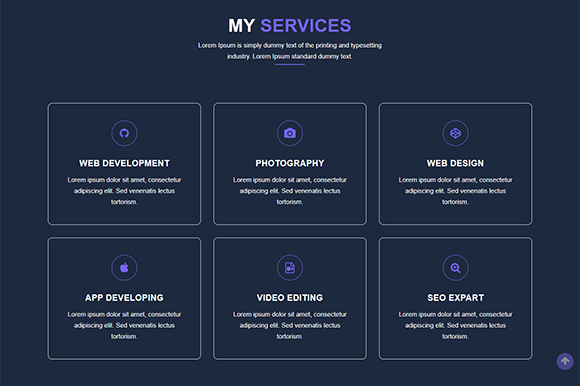 MY SERVICES
Lorem Ipsum is simply dummy text of the printing and typesetting
industry. Lorem Ipsum standard dummy text.
WEB DEVELOPMENT
Lorem ipsum dolor sit amet, consectetur
adipiscing elit. Sed venenatis lectus
tortorism.
PHOTOGRAPHY
Lorem ipsum dolor sit amet, consectetur
adipiscing elit. Sed venenatis lectus
tortorism.
WEB DESIGN
Lorem ipsum dolor sit amet, consectetur
adipiscing elit. Sed venenatis lectus
tortorism.
APP DEVELOPING
Lorem ipsum dolor sit amet, consectetur
adipiscing elit. Sed venenatis lectus
tortorism.
VIDEO EDITING
Lorem ipsum dolor sit amet, consectetur
adipiscing elit. Sed venenatis lectus
tortorism.
SEO EXPART
Lorem ipsum dolor sit amet, consectetur
adipiscing elit. Sed venenatis lectus
tortorism.